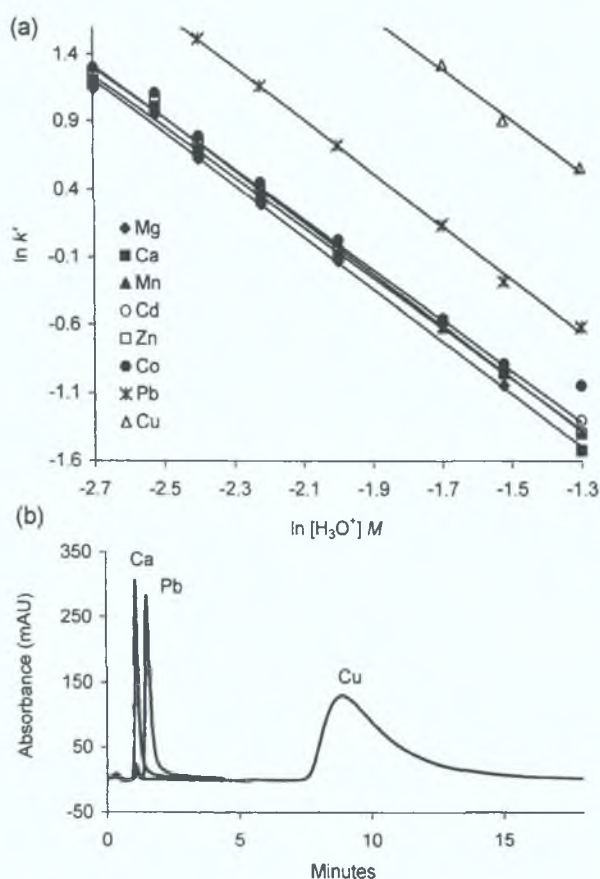 (a)
1.4
0.9
0.4
-0.1
-0.6
-1.1
-1.6
ln k'
Mg
Ca
Mn
Cd
Zn
Co
Pb
Cu
-2.7 -2.5 -2.3 -2.1 -1.9 -1.7 -1.5 -1.3
ln [H₃O⁺] M
(b)
350
250
150
50
-50
Absorbance (mAU)
Ca
Pb
Cu
0 5 10 15
Minutes